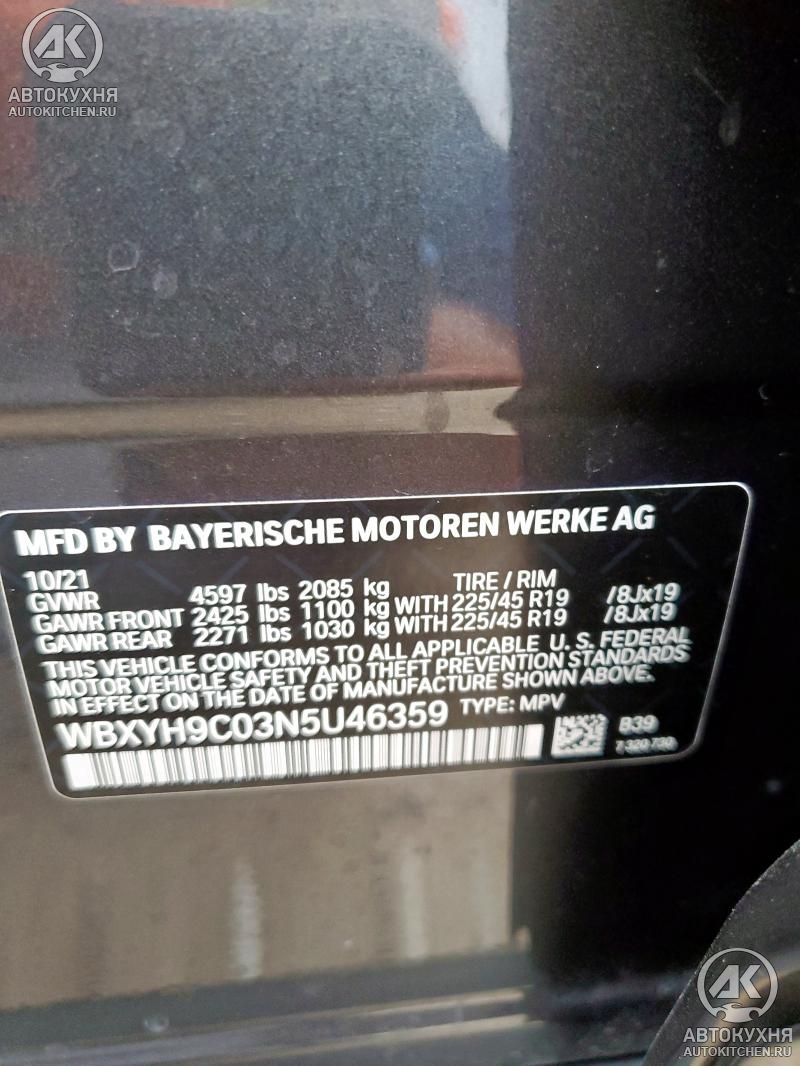 АК
АВТОКУХНЯ
AUTOKITCHEN.RU
MFD BY BAYERISCHE MOTOREN WERKE AG
10/21 TIRE / RIM
GVWR 4597 lbs 2085 kg
GAWR FRONT 2425 lbs 1100 kg WITH 225/45 R19 /8Jx19
GAWR REAR 2271 lbs 1030 kg WITH 225/45 R19 /8Jx19
THIS VEHICLE CONFORMS TO ALL APPLICABLE U. S. FEDERAL
MOTOR VEHICLE SAFETY AND THEFT PREVENTION STANDARDS
IN EFFECT ON THE DATE OF MANUFACTURE SHOWN ABOVE.
WBXYH9C03N5U46359 TYPE: MPV
B39
7 320 730
АК
АВТОКУХНЯ
AUTOKITCHEN.RU